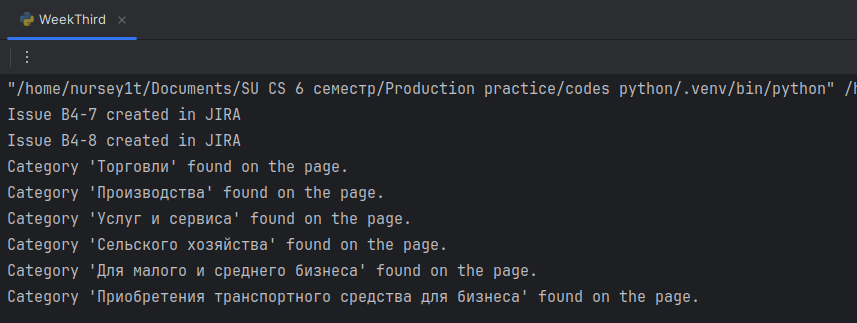 WeekThird
"/home/nursey1t/Documents/SU CS 6 семестр/Production practice/codes python/.venv/bin/python" /h
Issue B4-7 created in JIRA
Issue B4-8 created in JIRA
Category 'Торговли' found on the page.
Category 'Производства' found on the page.
Category 'Услуг и сервиса' found on the page.
Category 'Сельского хозяйства' found on the page.
Category 'Для малого и среднего бизнеса' found on the page.
Category 'Приобретения транспортного средства для бизнеса' found on the page.